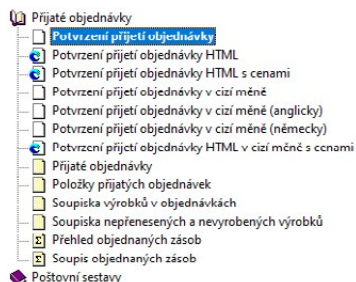 Přijaté objednávky
Potvrzení přijetí objednávky
Potvrzení přijetí objednávky HTML
Potvrzení přijetí objednávky HTML s cenami
Potvrzení přijetí objednávky v cizí měně
Potvrzení přijetí objednávky v cizí měně (anglicky)
Potvrzení přijetí objednávky v cizí měně (německy)
Potvrzení přijetí objednávky HTML v cizí měně s cenami
Přijaté objednávky
Položky přijatých objednávek
Soupiska výrobků v objednávkách
Soupiska nepřenesených a nevyrobených výrobků
Σ Přehled objednaných zásob
Σ Soupis objednaných zásob
Poštovní sestavy